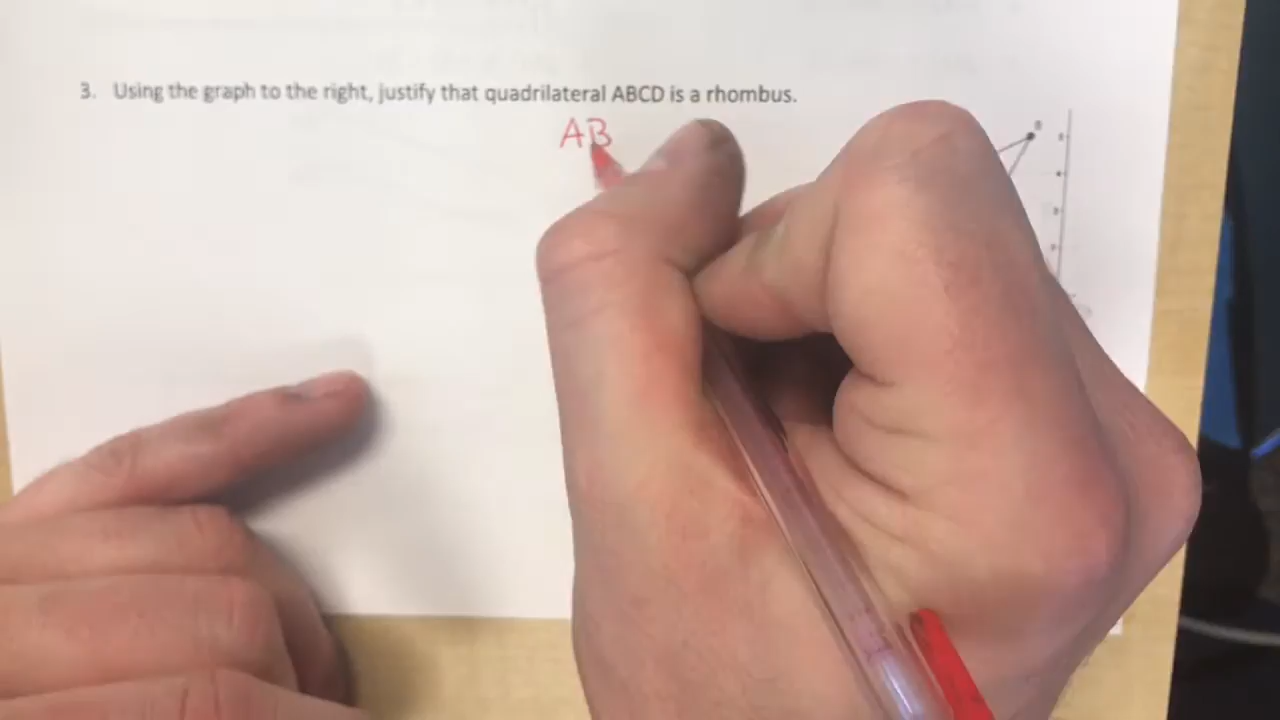 3. Using the graph to the right, justify that quadrilateral ABCD is a rhombus.
AB